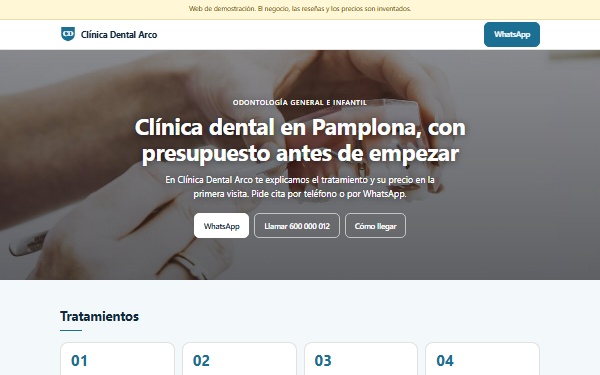 Web de demostración. El negocio, las reseñas y los precios son inventados.
CD Clínica Dental Arco
WhatsApp
ODONTOLOGÍA GENERAL E INFANTIL
Clínica dental en Pamplona, con
presupuesto antes de empezar
En Clínica Dental Arco te explicamos el tratamiento y su precio en la
primera visita. Pide cita por teléfono o por WhatsApp.
WhatsApp
Llamar 600 000 012
Cómo llegar
Tratamientos
01
02
03
04